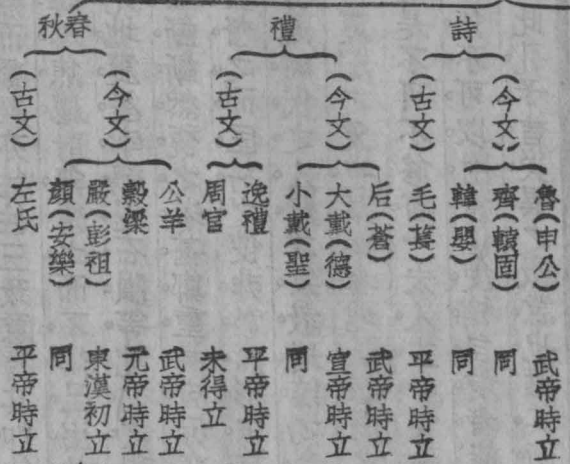 詩
(今文)
魯(申公) 武帝時立
齊(轅固) 同
韓(嬰) 同
(古文)
毛(萇) 平帝時立
禮
(今文)
后(蒼) 武帝時立
大戴(德) 宣帝時立
小戴(聖) 同
(古文)
逸禮 平帝時立
周官 未得立
春秋
(今文)
公羊 武帝時立
穀梁 元帝時立
嚴(彭祖) 東漢初立
顏(安樂) 同
(古文)
左氏 平帝時立